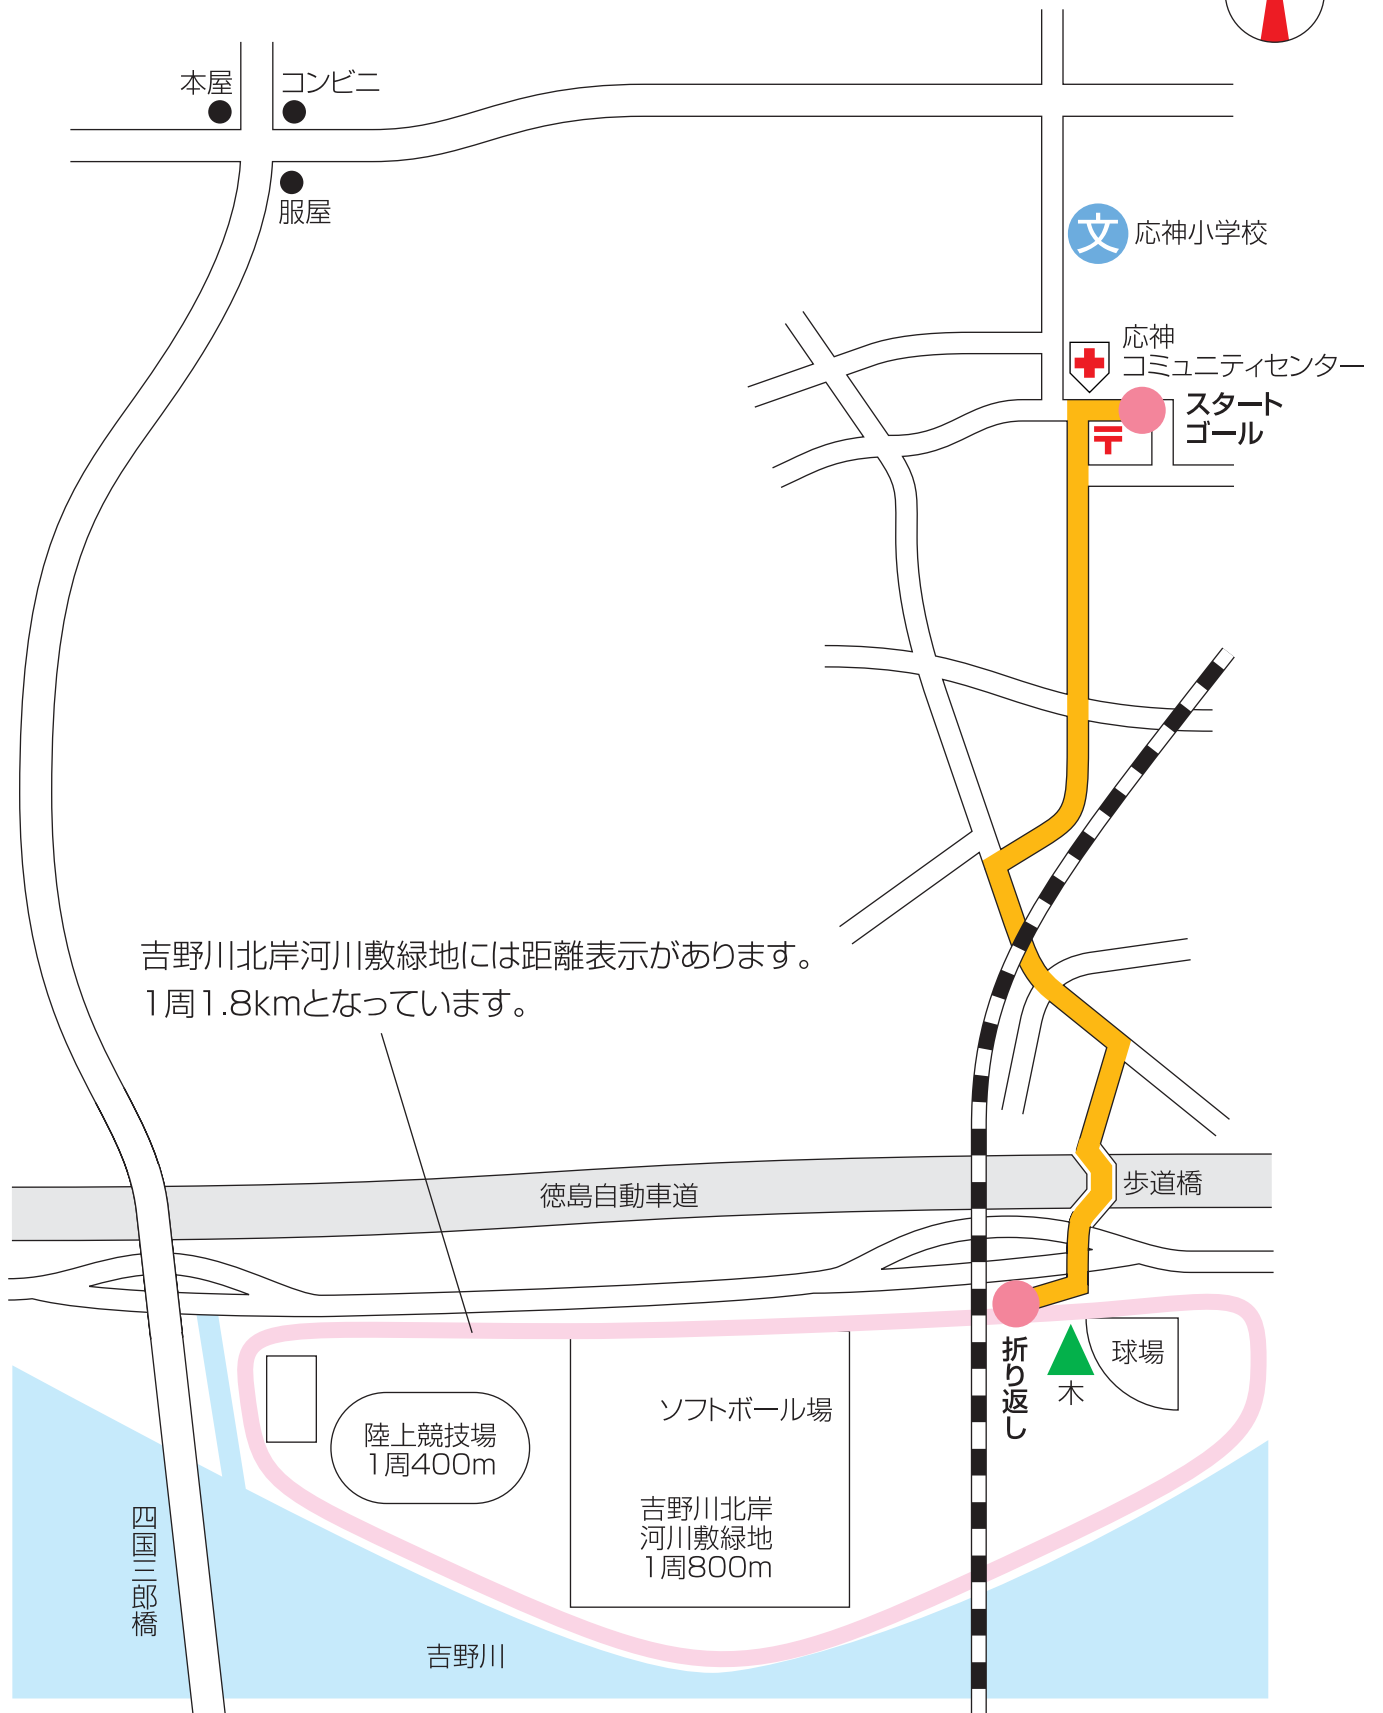 本屋
コンビニ
服屋
文
応神小学校
応神
コミュニティセンター
スタート
ゴール
〒
吉野川北岸河川敷緑地には距離表示があります。
1周1.8kmとなっています。
徳島自動車道
歩道橋
折り返し
木
球場
ソフトボール場
陸上競技場
1周400m
吉野川北岸
河川敷緑地
1周800m
四国三郎橋
吉野川